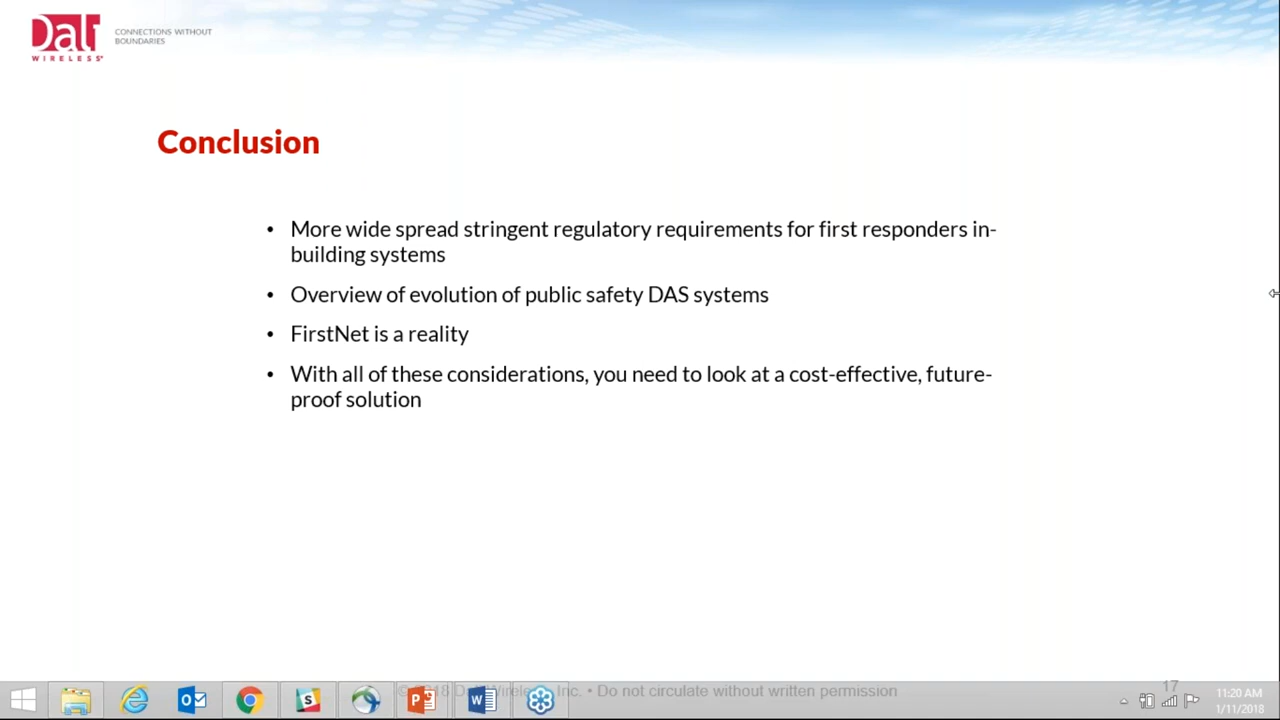 Dali
WIRELESS
CONNECTIONS WITHOUT
BOUNDARIES
Conclusion
• More wide spread stringent regulatory requirements for first responders in-
building systems
• Overview of evolution of public safety DAS systems
• FirstNet is a reality
• With all of these considerations, you need to look at a cost-effective, future-
proof solution
Inc. • Do not circulate without written permission
17
11:20 AM
1/11/2018